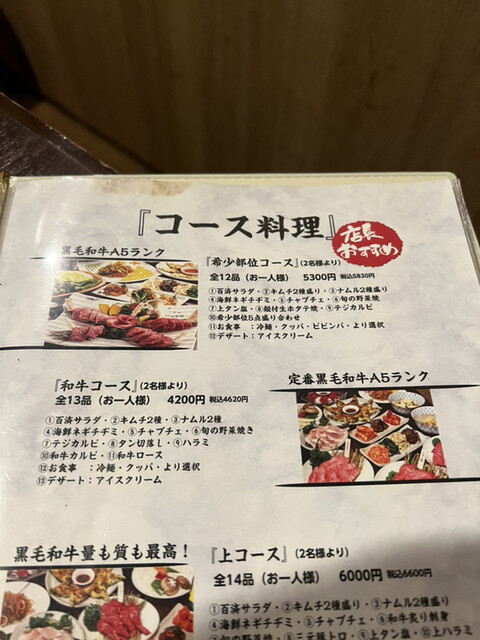 『コース料理』
店長
おすすめ
黒毛和牛A5ランク
『希少部位コース』(2名様より)
全12品（お一人様） 5300円 税込5830円
①百済サラダ・②キムチ2種盛り・③ナムル2種盛り
④海鮮ネギチヂミ・⑤チャプチェ・⑥旬の野菜焼
⑦上タン塩・⑧殻付生ホタテ焼・⑨テジカルビ
⑩希少部位5点盛り合わせ
⑪お食事 ：冷麺・クッパ・ビビンバ・より選択
⑫デザート：アイスクリーム
『和牛コース』(2名様より)
全13品（お一人様） 4200円 税込4620円
①百済サラダ・②キムチ2種・③ナムル2種
④海鮮ネギチヂミ・⑤チャプチェ・⑥旬の野菜焼き
⑦テジカルビ・⑧タン切落し・⑨ハラミ
⑩和牛カルビ・⑪和牛ロース
⑫お食事 ：冷麺・クッパ・より選択
⑬デザート：アイスクリーム
定番黒毛和牛A5ランク
黒毛和牛量も質も最高！
『上コース』(2名様より)
全14品（お一人様） 6000円 税込6600円
①百済サラダ・②キムチ2種盛り・③ナムル2種盛り
④海鮮ネギチヂミ・⑤チャプチェ・⑥和牛炙り刺身